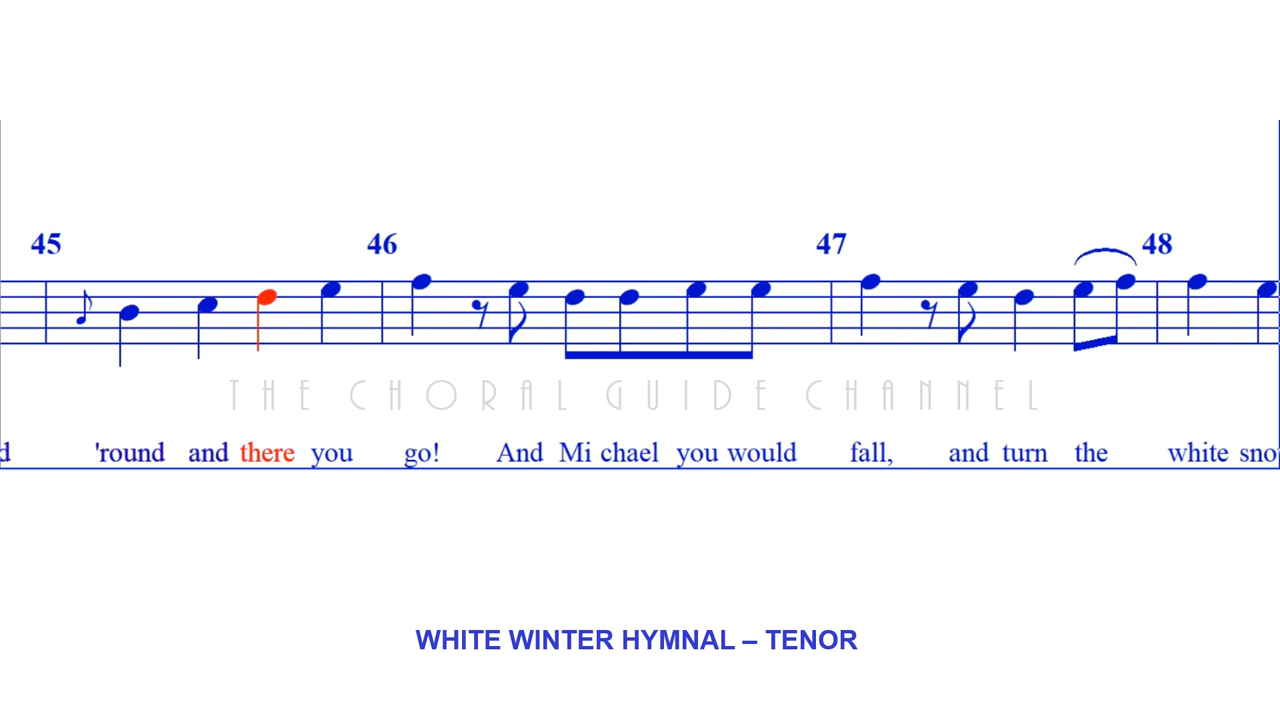 45 46 47 48
THE CHORAL GUIDE CHANNEL
d 'round and there you go! And Mi chael you would fall, and turn the white sno
WHITE WINTER HYMNAL – TENOR